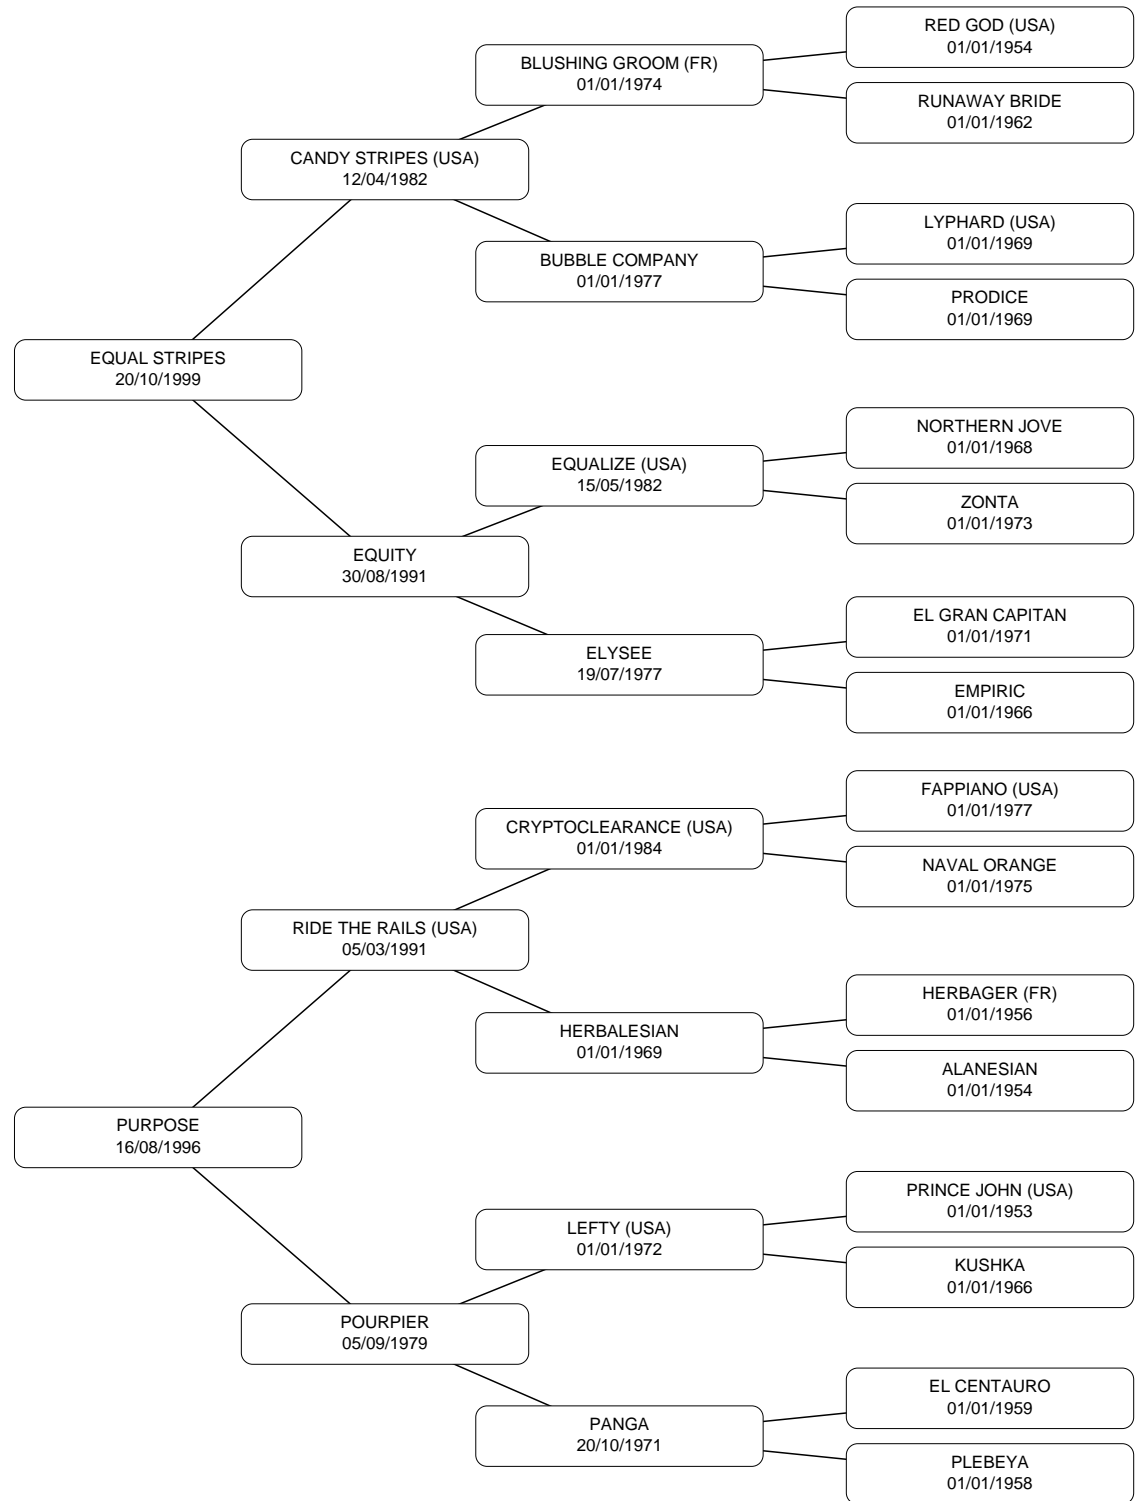 RED GOD (USA)
01/01/1954
BLUSHING GROOM (FR)
01/01/1974
RUNAWAY BRIDE
01/01/1962
CANDY STRIPES (USA)
12/04/1982
LYPHARD (USA)
01/01/1969
BUBBLE COMPANY
01/01/1977
PRODICE
01/01/1969
EQUAL STRIPES
20/10/1999
NORTHERN JOVE
01/01/1968
EQUALIZE (USA)
15/05/1982
ZONTA
01/01/1973
EQUITY
30/08/1991
EL GRAN CAPITAN
01/01/1971
ELYSEE
19/07/1977
EMPIRIC
01/01/1966
FAPPIANO (USA)
01/01/1977
CRYPTOCLEARANCE (USA)
01/01/1984
NAVAL ORANGE
01/01/1975
RIDE THE RAILS (USA)
05/03/1991
HERBAGER (FR)
01/01/1956
HERBALESIAN
01/01/1969
ALANESIAN
01/01/1954
PURPOSE
16/08/1996
PRINCE JOHN (USA)
01/01/1953
LEFTY (USA)
01/01/1972
KUSHKA
01/01/1966
POURPIER
05/09/1979
EL CENTAURO
01/01/1959
PANGA
20/10/1971
PLEBEYA
01/01/1958